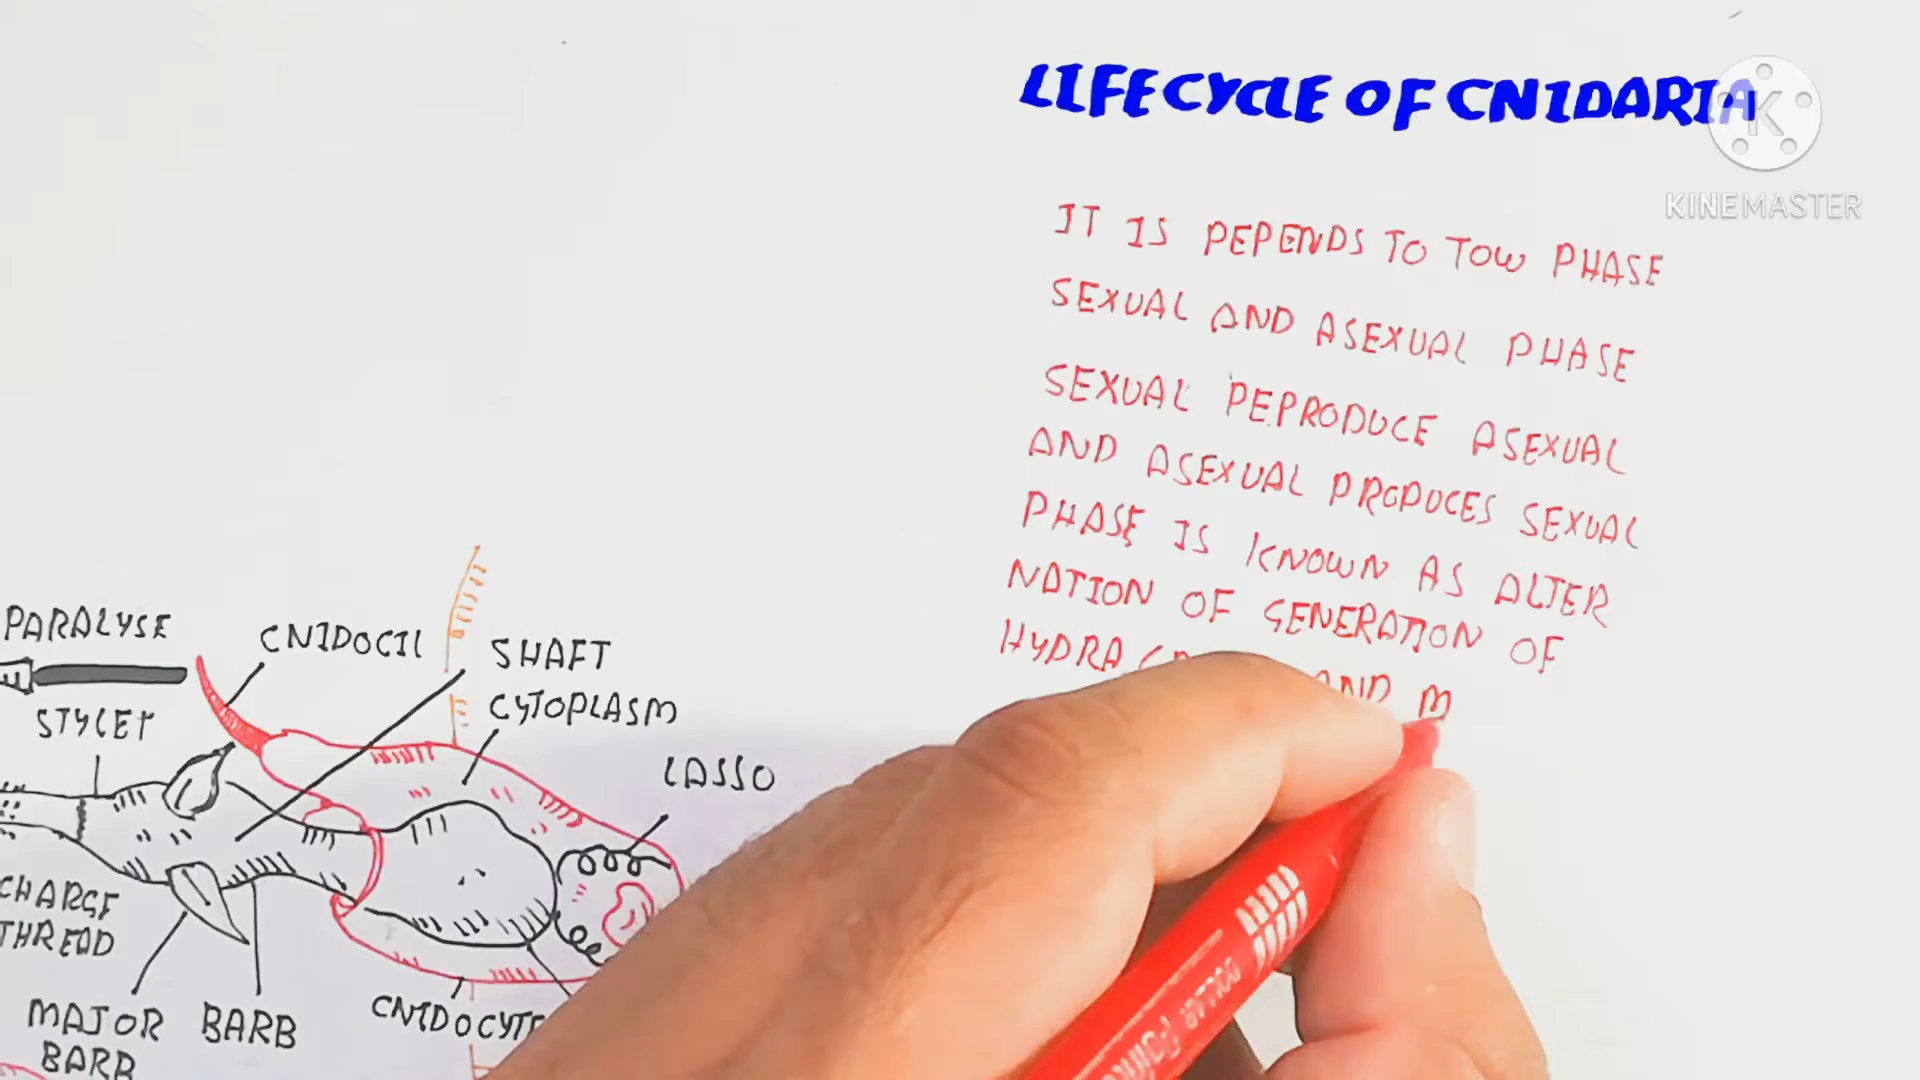 LIFECYCLE OF CNIDARIA
KINEMASTER
IT IS PEPENDS TO TOW PHASE
SEXUAL AND ASEXUAL PHASE
SEXUAL PEPRODUCE ASEXUAL
AND ASEXUAL PRODUCES SEXUAL
PHASE IS KNOWN AS ALTER
NATION OF GENERATION OF
HYDRA AND M
PARALYSE
CNIDOCIL
SHAFT
STYLET
CYTOPLASM
LASSO
CHARGE
THREAD
MAJOR
BARB
BARB
CNIDOCYTE